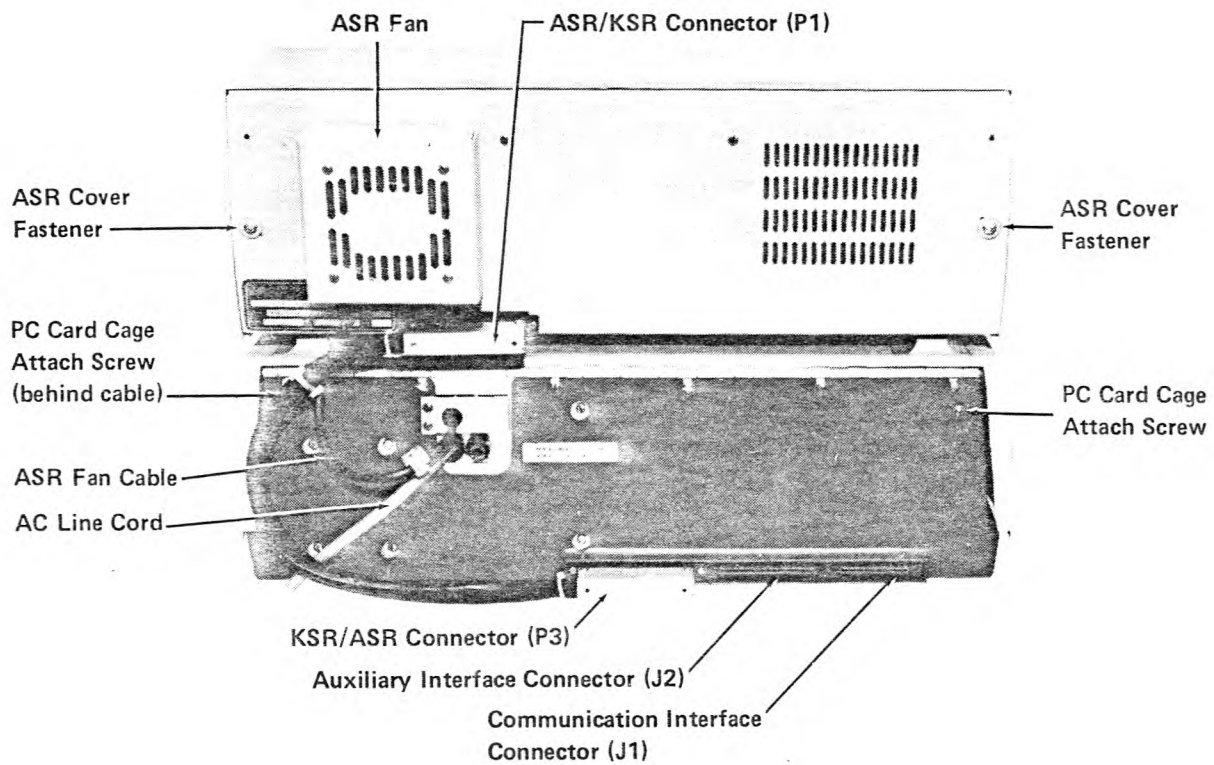 ASR Fan
ASR/KSR Connector (P1)
ASR Cover
Fastener
ASR Cover
Fastener
PC Card Cage
Attach Screw
(behind cable)
PC Card Cage
Attach Screw
ASR Fan Cable
AC Line Cord
KSR/ASR Connector (P3)
Auxiliary Interface Connector (J2)
Communication Interface
Connector (J1)